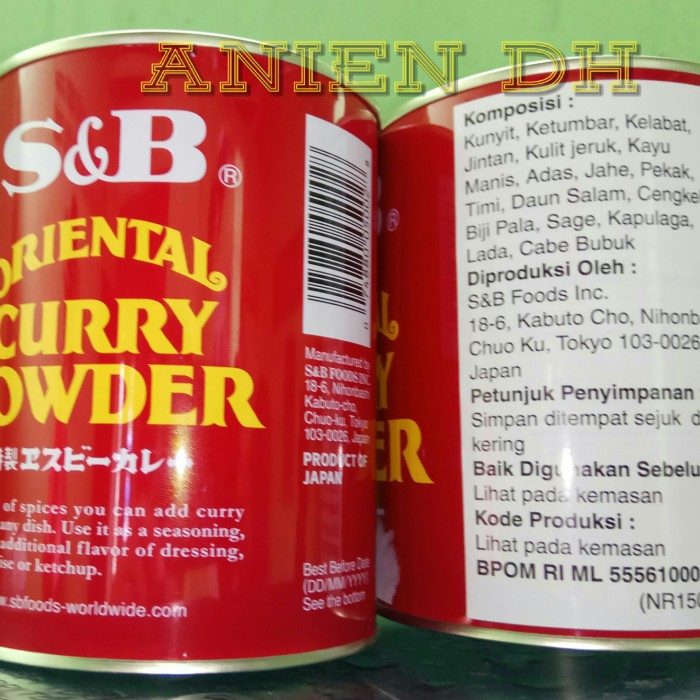 ANIEN DH
S&B®
ORIENTAL
CURRY
POWDER
特製ヱスビーカレー
of spices you can add curry
any dish. Use it as a seasoning,
additional flavor of dressing,
or ketchup.
www.sbfoods-worldwide.com
Manufactured by
S&B FOODS INC.
18-6, Nihonbashi
Kabuto-cho,
Chuo-ku, Tokyo
103-0026, Japan
PRODUCT OF
JAPAN
Best Before Date
(DD/MM/YYYY)
See the bottom
®
Komposisi :
Kunyit, Ketumbar, Kelabat,
Jintan, Kulit jeruk, Kayu
Manis, Adas, Jahe, Pekak,
Timi, Daun Salam, Cengkeh
Biji Pala, Sage, Kapulaga,
Lada, Cabe Bubuk
Diproduksi Oleh :
S&B Foods Inc.
18-6, Kabuto Cho, Nihonb
Chuo Ku, Tokyo 103-0026
Japan
Petunjuk Penyimpanan
Simpan ditempat sejuk d
kering
Baik Digunakan Sebelu
Lihat pada kemasan
Kode Produksi :
Lihat pada kemasan
BPOM RI ML 55561000
(NR150